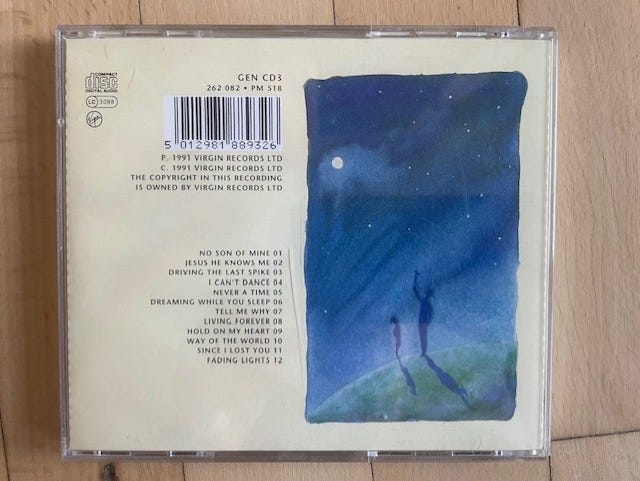 COMPACT
disc
DIGITAL AUDIO
LC 3098
Virgin
GEN CD3
262 082 • PM 518
5 012981 889326
P. 1991 VIRGIN RECORDS LTD
C. 1991 VIRGIN RECORDS LTD
THE COPYRIGHT IN THIS RECORDING
IS OWNED BY VIRGIN RECORDS LTD
NO SON OF MINE 01
JESUS HE KNOWS ME 02
DRIVING THE LAST SPIKE 03
I CAN'T DANCE 04
NEVER A TIME 05
DREAMING WHILE YOU SLEEP 06
TELL ME WHY 07
LIVING FOREVER 08
HOLD ON MY HEART 09
WAY OF THE WORLD 10
SINCE I LOST YOU 11
FADING LIGHTS 12